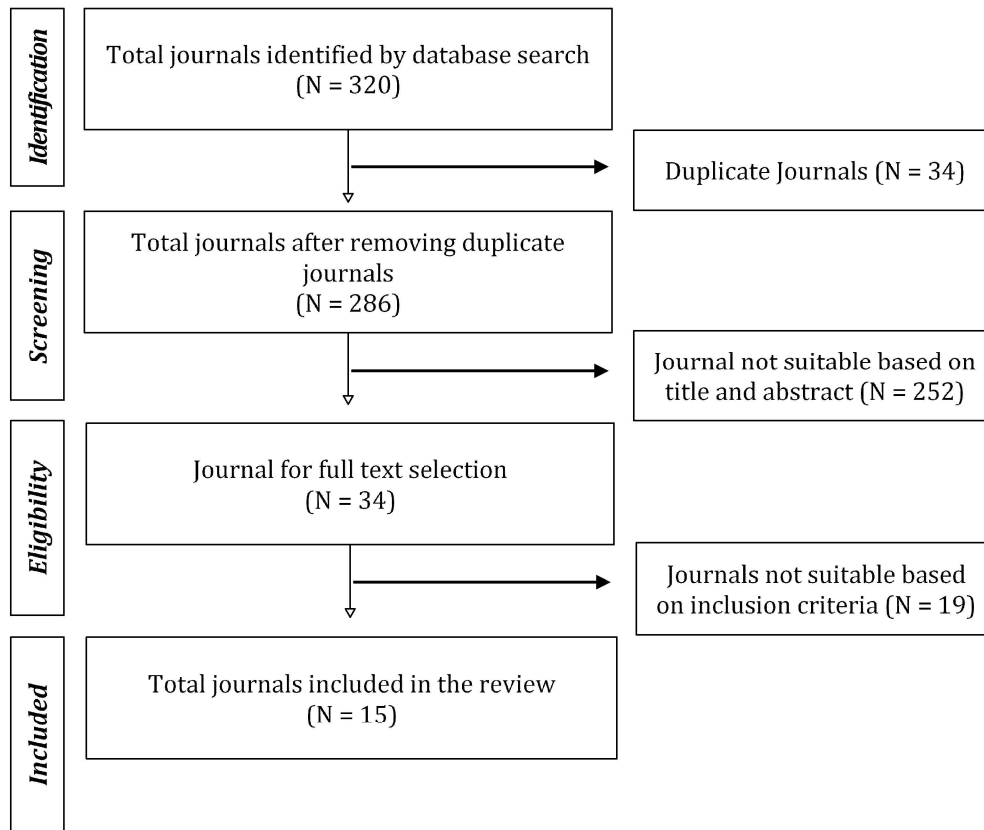 Identification
Total journals identified by database search
(N = 320)
Duplicate Journals (N = 34)
Screening
Total journals after removing duplicate
journals
(N = 286)
Journal not suitable based on
title and abstract (N = 252)
Eligibility
Journal for full text selection
(N = 34)
Journals not suitable based
on inclusion criteria (N = 19)
Included
Total journals included in the review
(N = 15)